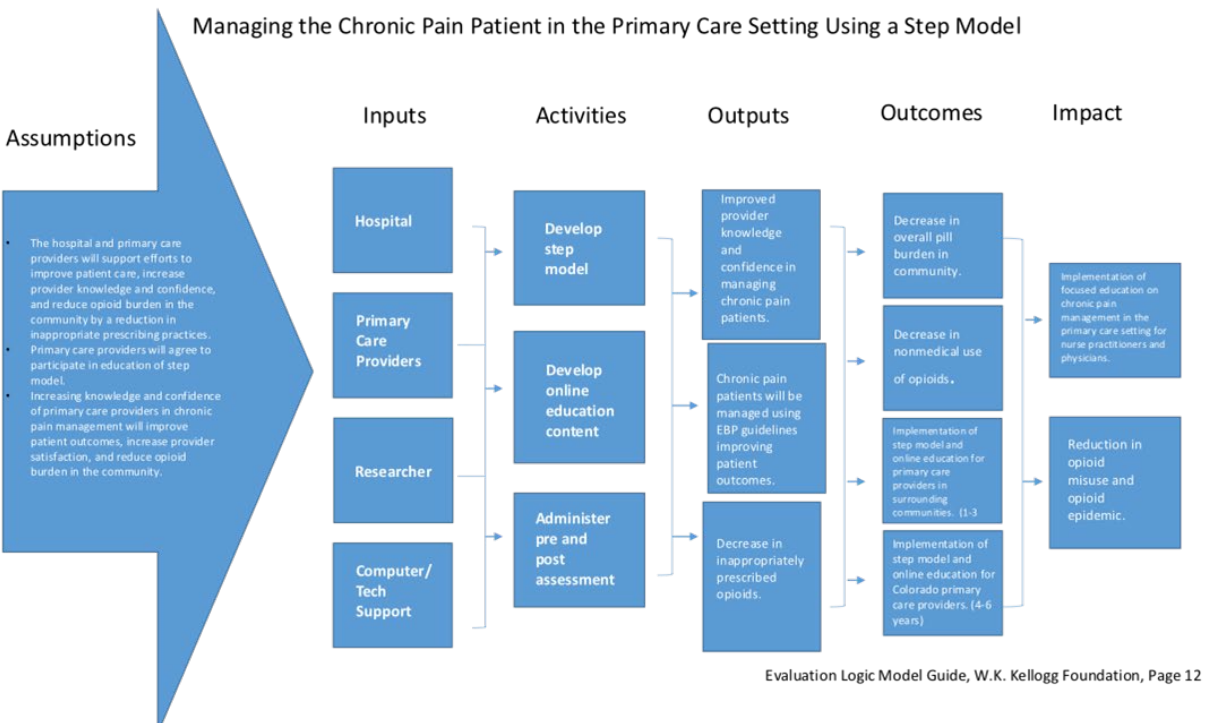 Managing the Chronic Pain Patient in the Primary Care Setting Using a Step Model
Assumptions
Inputs
Activities
Outputs
Outcomes
Impact
• The hospital and primary care
providers will support efforts to
improve patient care, increase
provider knowledge and confidence,
and reduce opioid burden in the
community by a reduction in
inappropriate prescribing practices.
• Primary care providers will agree to
participate in education of step
model.
• Increasing knowledge and confidence
of primary care providers in chronic
pain management will improve
patient outcomes, increase provider
satisfaction, and reduce opioid
burden in the community.
Hospital
Primary
Care
Providers
Researcher
Computer/
Tech
Support
Develop
step
model
Develop
online
education
content
Administer
pre and
post
assessment
Improved
provider
knowledge
and
confidence in
managing
chronic pain
patients.
Chronic pain
patients will be
managed using
EBP guidelines
improving
patient
outcomes.
Decrease in
inappropriately
prescribed
opioids.
Decrease in
overall pill
burden in
community.
Decrease in
nonmedical use
of opioids.
Implementation of
step model and
online education for
primary care
providers in
surrounding
communities. (1-3
Implementation of
step model and
online education for
Colorado primary
care providers. (4-6
years)
Implementation of
focused education on
chronic pain
management in the
primary care setting for
nurse practitioners and
physicians.
Reduction in
opioid
misuse and
opioid
epidemic.
Evaluation Logic Model Guide, W.K. Kellogg Foundation, Page 12